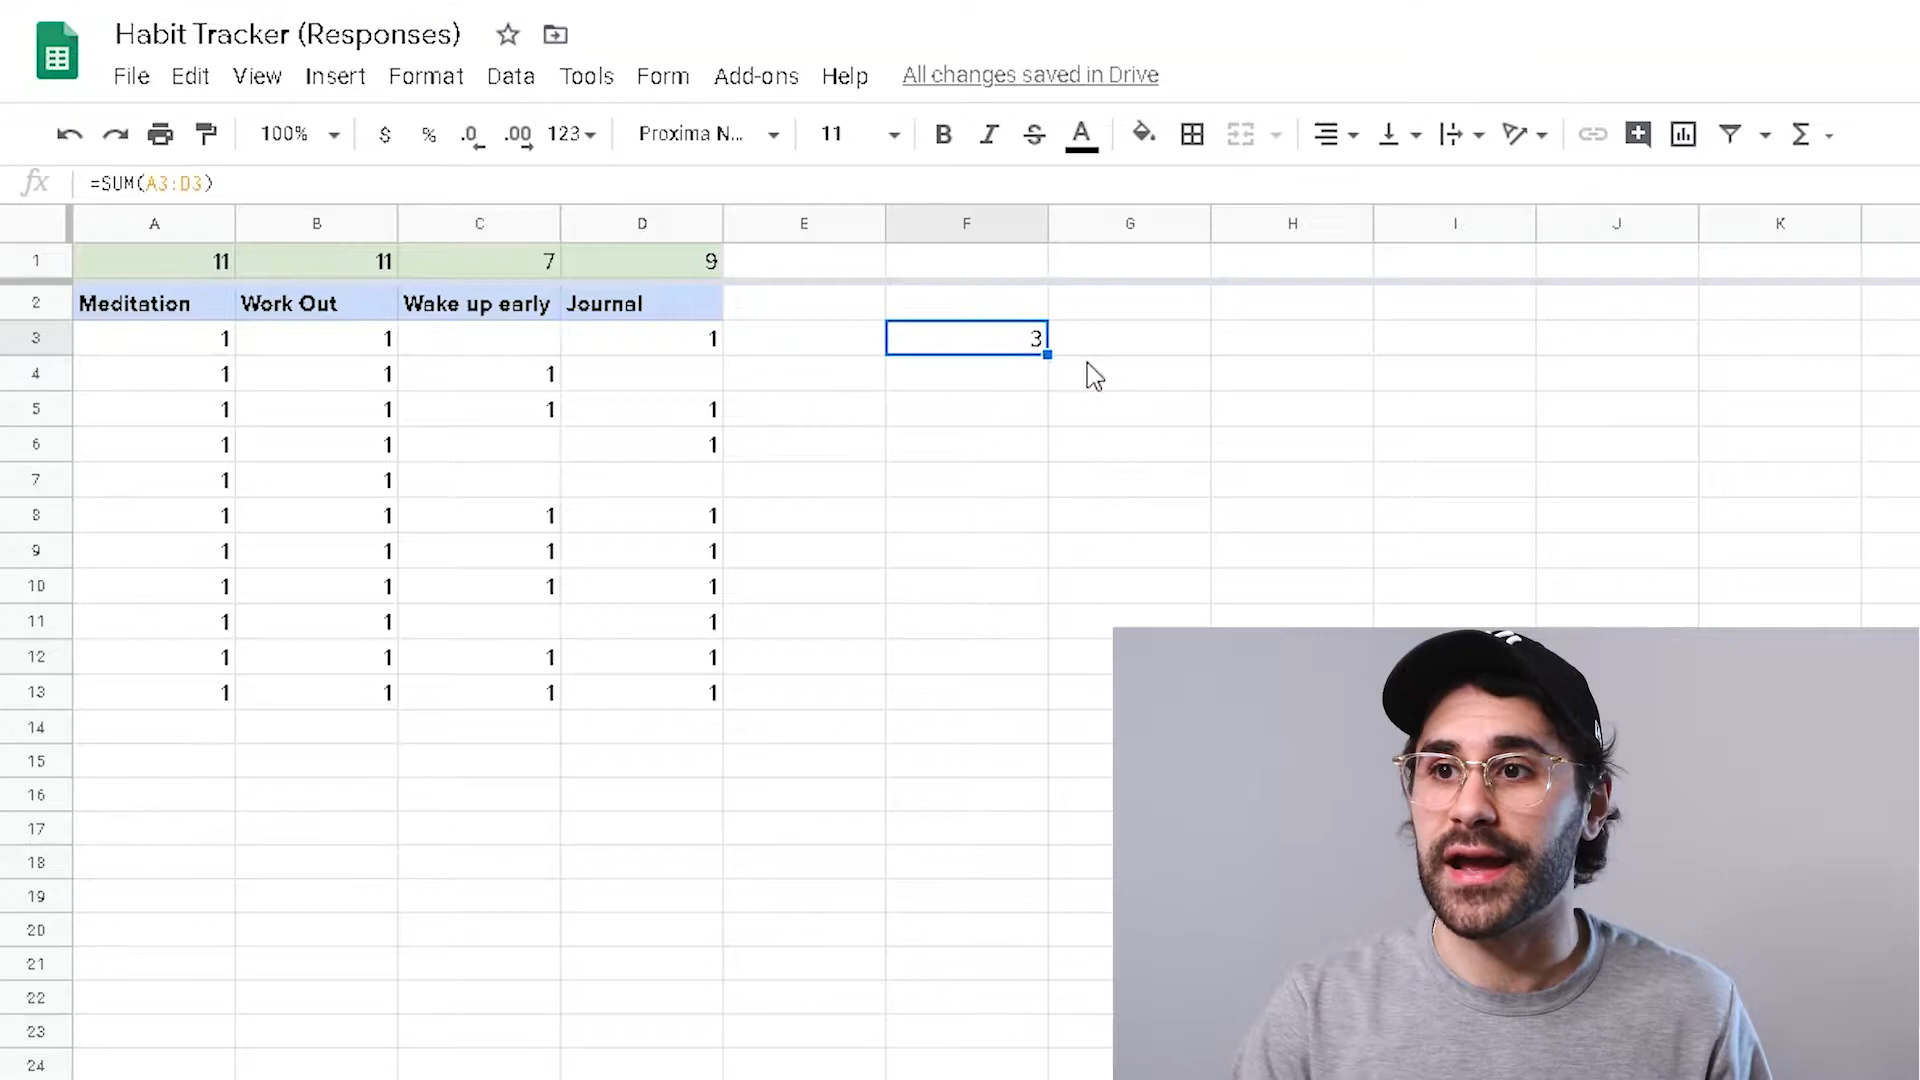 Habit Tracker (Responses)
File Edit View Insert Format Data Tools Form Add-ons Help All changes saved in Drive
100% $ % .0 .00 123 Proxima N... 11 B I S A Σ
fx =SUM(A3:D3)
A B C D E F G H I J K
1 11 11 7 9
2 Meditation Work Out Wake up early Journal
3 1 1 1 3
4 1 1 1
5 1 1 1 1
6 1 1 1
7 1 1
8 1 1 1 1
9 1 1 1 1
10 1 1 1 1
11 1 1 1
12 1 1 1 1
13 1 1 1 1
14
15
16
17
18
19
20
21
22
23
24